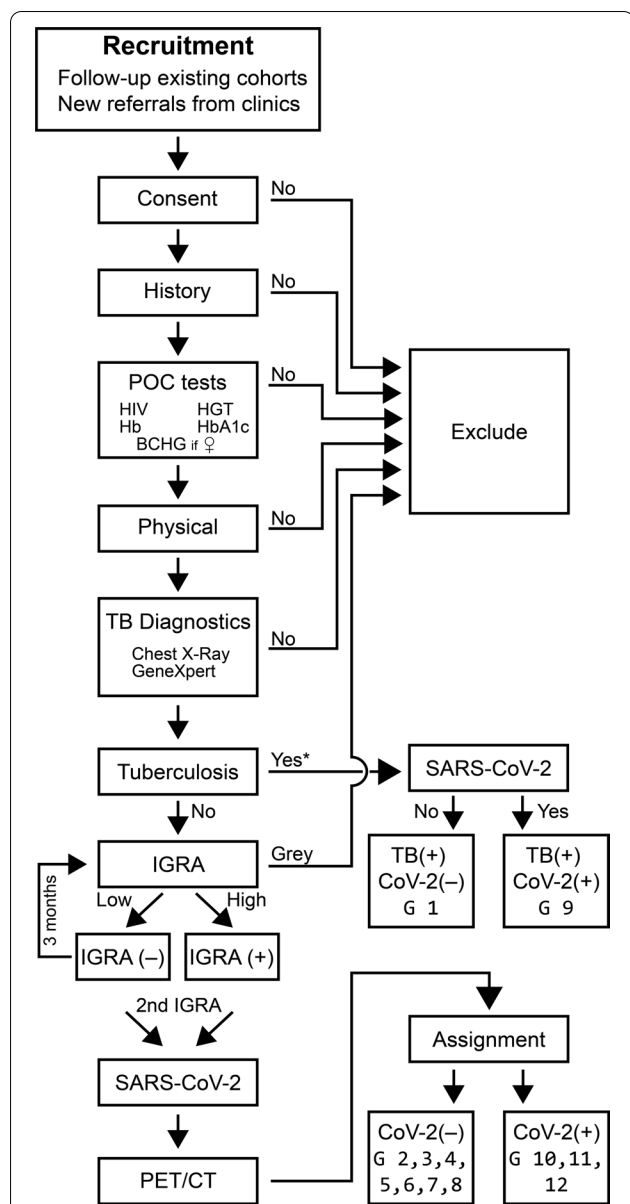 Recruitment
Follow-up existing cohorts
New referrals from clinics
Consent
No
History
No
POC tests
HIV HGT
Hb HbA1c
BCHG if ♀
No
Exclude
Physical
No
TB Diagnostics
Chest X-Ray
GeneXpert
No
Tuberculosis
Yes*
SARS-CoV-2
No
No Yes
IGRA
Grey
TB(+)
CoV-2(–)
G 1
TB(+)
CoV-2(+)
G 9
3 months
Low High
IGRA (–)
IGRA (+)
2nd IGRA
SARS-CoV-2
PET/CT
Assignment
CoV-2(–)
G 2,3,4,
5,6,7,8
CoV-2(+)
G 10,11,
12